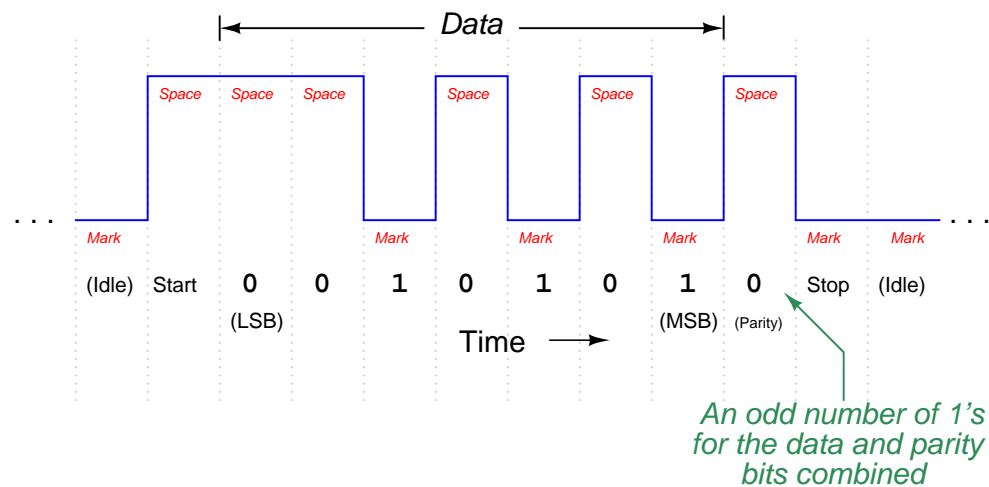 Data
Space Space Space Space Space Space
. . . . . .
Mark Mark Mark Mark Mark Mark
(Idle) Start 0 0 1 0 1 0 1 0 Stop (Idle)
(LSB) (MSB) (Parity)
Time
An odd number of 1's
for the data and parity
bits combined